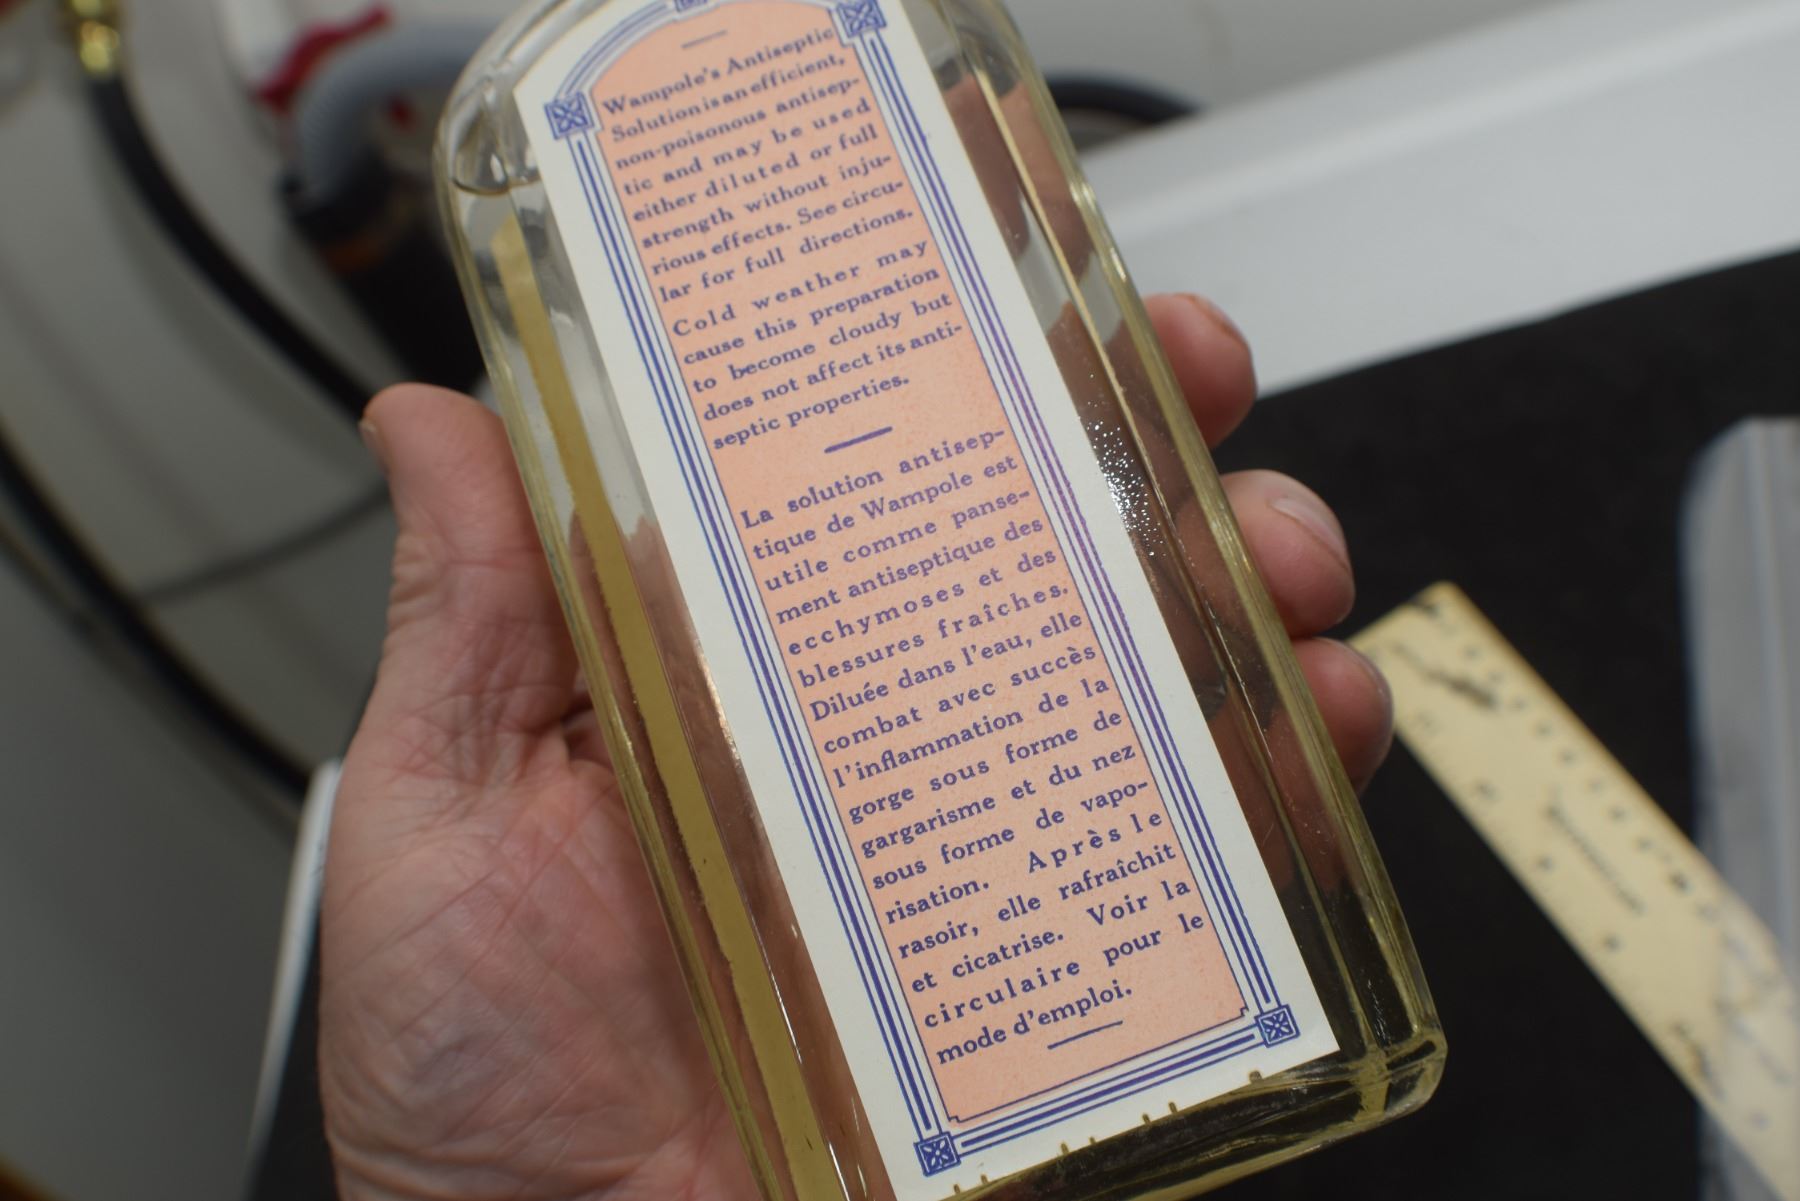 Wampole's Antiseptic
Solution is an efficient,
non-poisonous antisep-
tic and may be used
either diluted or full
strength without inju-
rious effects. See circu-
lar for full directions.
Cold weather may
cause this preparation
to become cloudy but
does not affect its anti-
septic properties.
La solution antisep-
tique de Wampole est
utile comme panse-
ment antiseptique des
ecchymoses et des
blessures fraîches.
Diluée dans l'eau, elle
combat avec succès
l'inflammation de la
gorge sous forme de
gargarisme et du nez
sous forme de vapo-
risation. Après le
rasoir, elle rafraîchit
et cicatrise. Voir la
circulaire pour le
mode d'emploi.